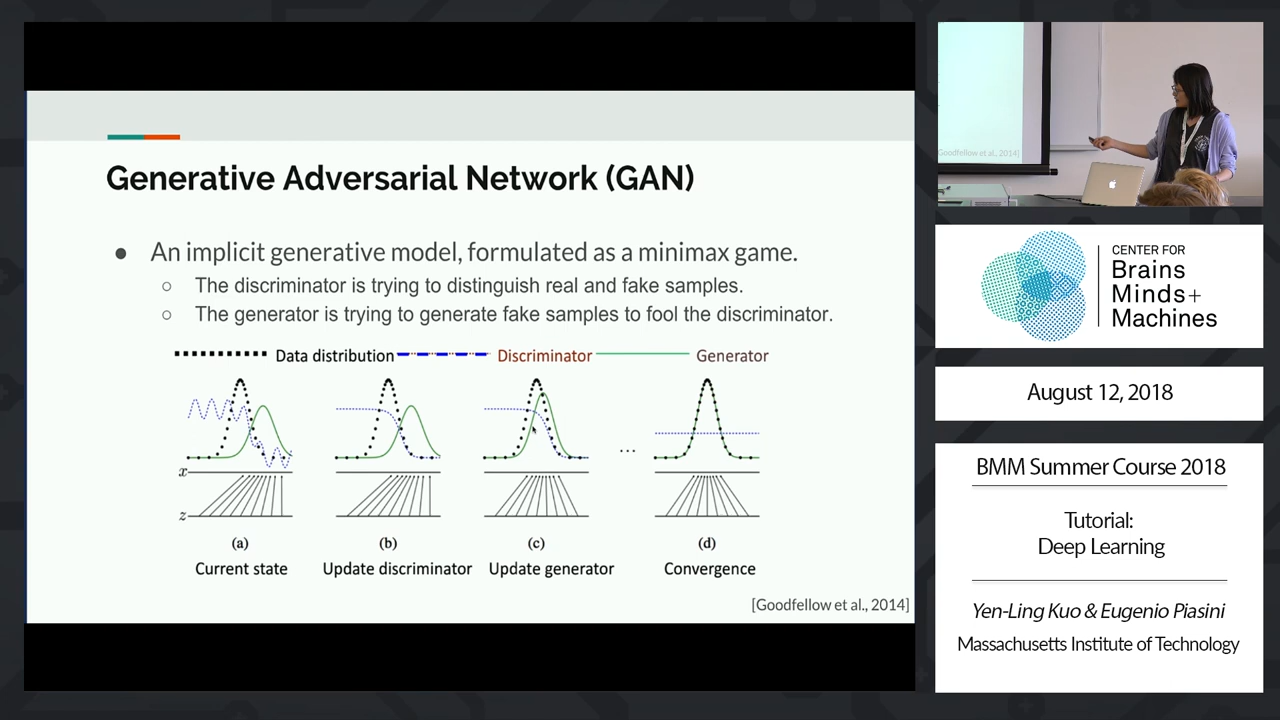 Generative Adversarial Network (GAN)
● An implicit generative model, formulated as a minimax game.
○ The discriminator is trying to distinguish real and fake samples.
○ The generator is trying to generate fake samples to fool the discriminator.
Data distribution Discriminator Generator
x
z
...
(a) (b) (c) (d)
Current state Update discriminator Update generator Convergence
[Goodfellow et al., 2014]
Goodfellow et al., 2014]
CENTER FOR
Brains
Minds+
Machines
August 12, 2018
BMM Summer Course 2018
Tutorial:
Deep Learning
Yen-Ling Kuo & Eugenio Piasini
Massachusetts Institute of Technology